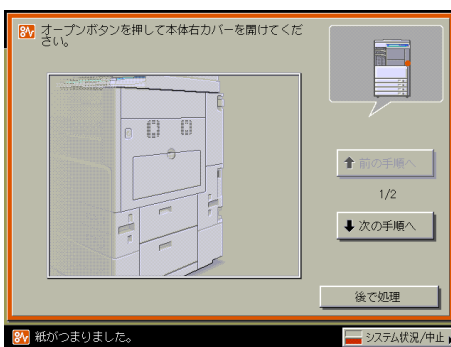 オープンボタンを押して本体右カバーを開けてくだ
さい。
前の手順へ
1/2
次の手順へ
後で処理
紙がつまりました。
システム状況/中止